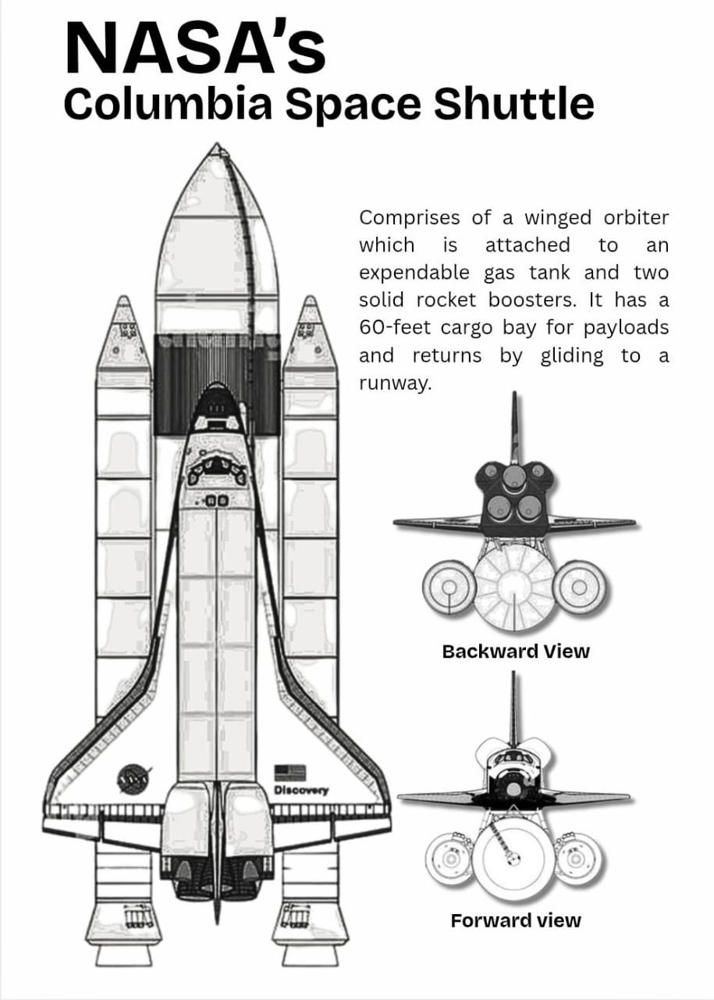 NASA's
Columbia Space Shuttle
Comprises of a winged orbiter
which is attached to an
expendable gas tank and two
solid rocket boosters. It has a
60-feet cargo bay for payloads
and returns by gliding to a
runway.
Backward View
NASA
Discovery
Forward view